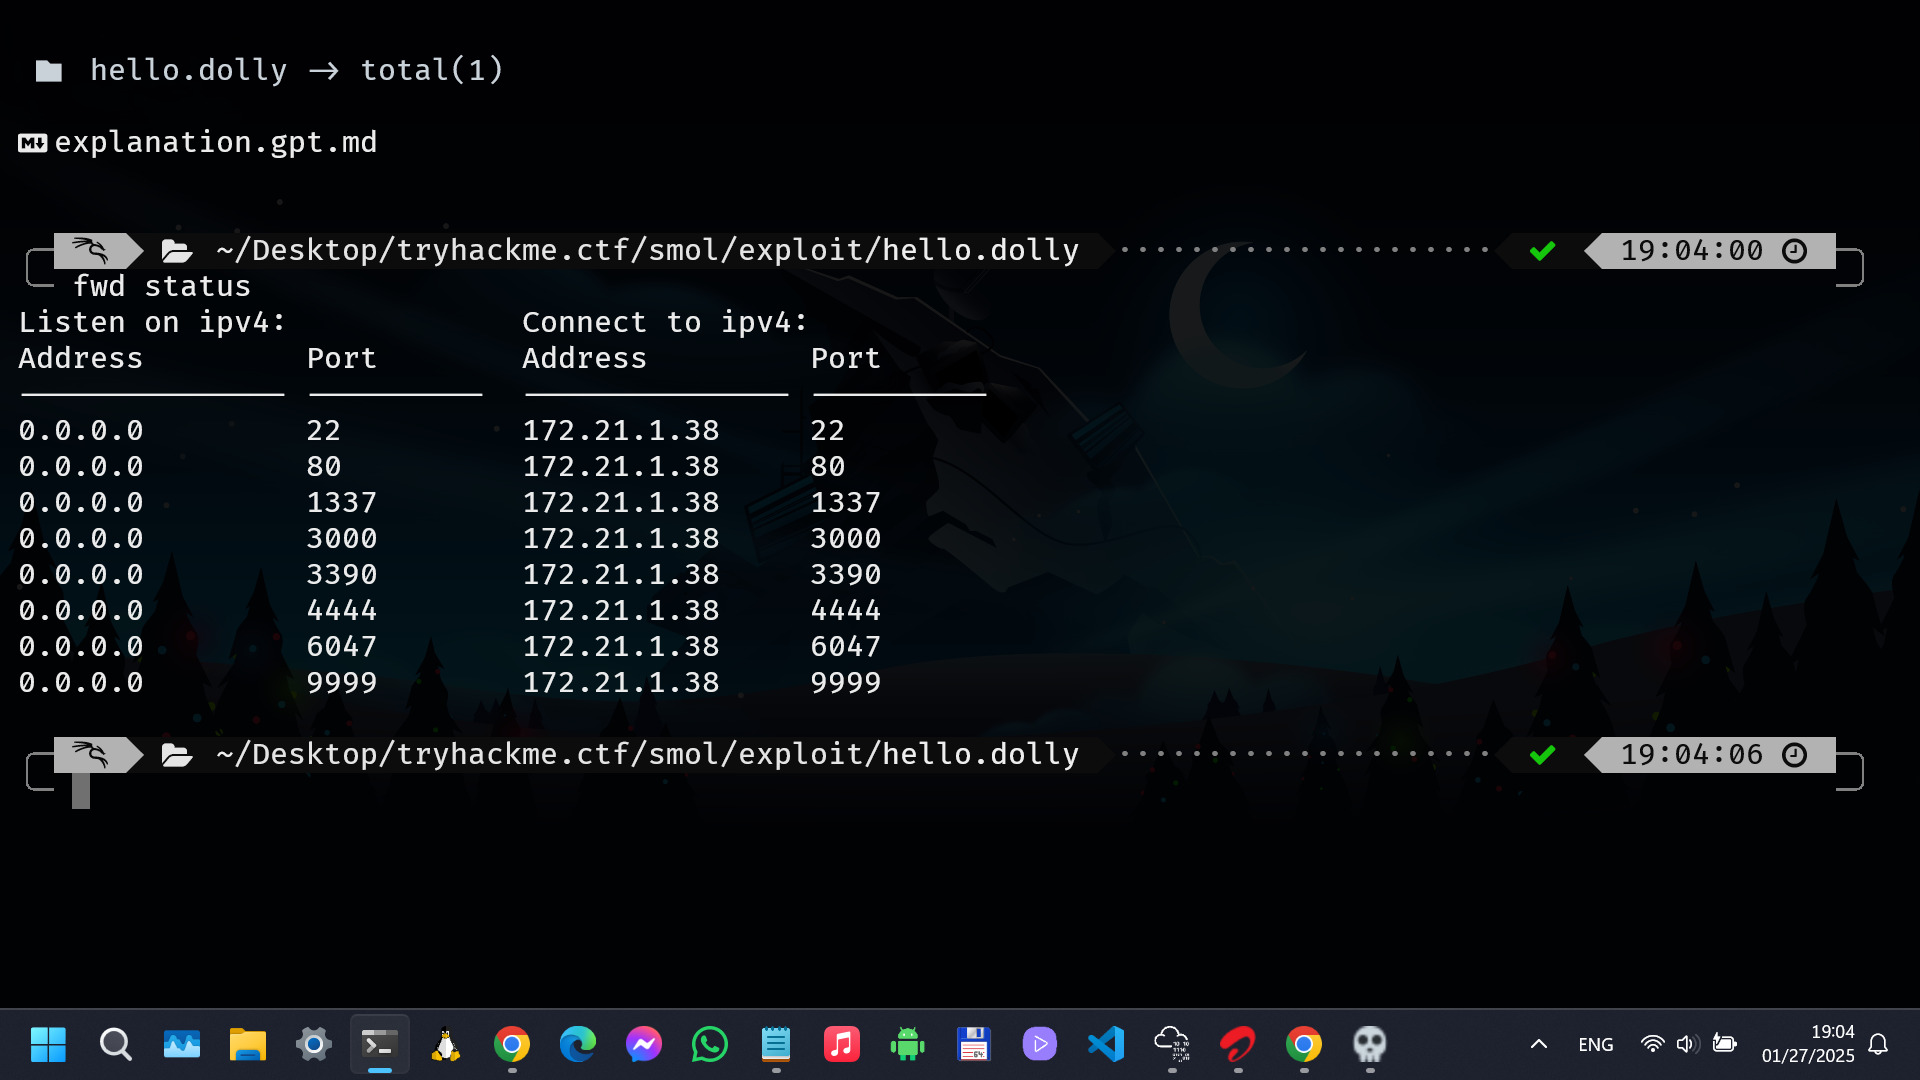 hello.dolly → total(1)
explanation.gpt.md
~/Desktop/tryhackme.ctf/smol/exploit/hello.dolly 19:04:00
fwd status
Listen on ipv4: Connect to ipv4:
Address Port Address Port
0.0.0.0 22 172.21.1.38 22
0.0.0.0 80 172.21.1.38 80
0.0.0.0 1337 172.21.1.38 1337
0.0.0.0 3000 172.21.1.38 3000
0.0.0.0 3390 172.21.1.38 3390
0.0.0.0 4444 172.21.1.38 4444
0.0.0.0 6047 172.21.1.38 6047
0.0.0.0 9999 172.21.1.38 9999
~/Desktop/tryhackme.ctf/smol/exploit/hello.dolly 19:04:06
ENG
19:04
01/27/2025